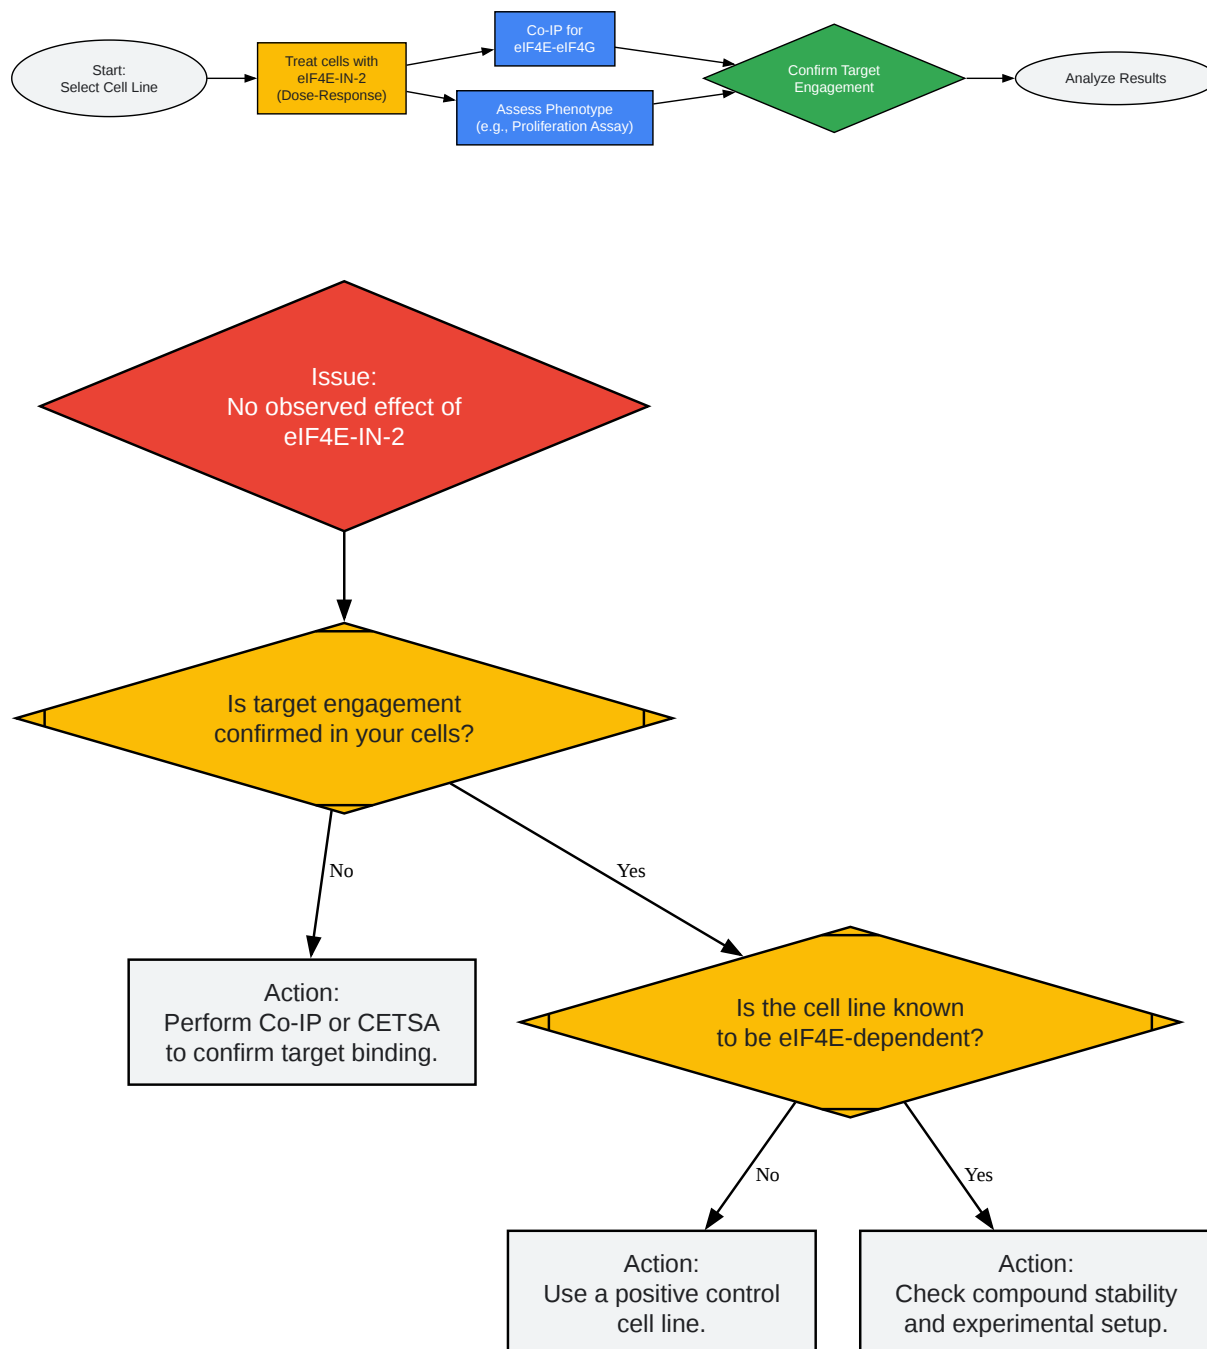 Start:
Select Cell Line
Treat cells with
eIF4E-IN-2
(Dose-Response)
Co-IP for
eIF4E-eIF4G
Assess Phenotype
(e.g., Proliferation Assay)
Confirm Target
Engagement
Analyze Results
Issue:
No observed effect of
eIF4E-IN-2
Is target engagement
confirmed in your cells?
No
Yes
Action:
Perform Co-IP or CETSA
to confirm target binding.
Is the cell line known
to be eIF4E-dependent?
No
Yes
Action:
Use a positive control
cell line.
Action:
Check compound stability
and experimental setup.